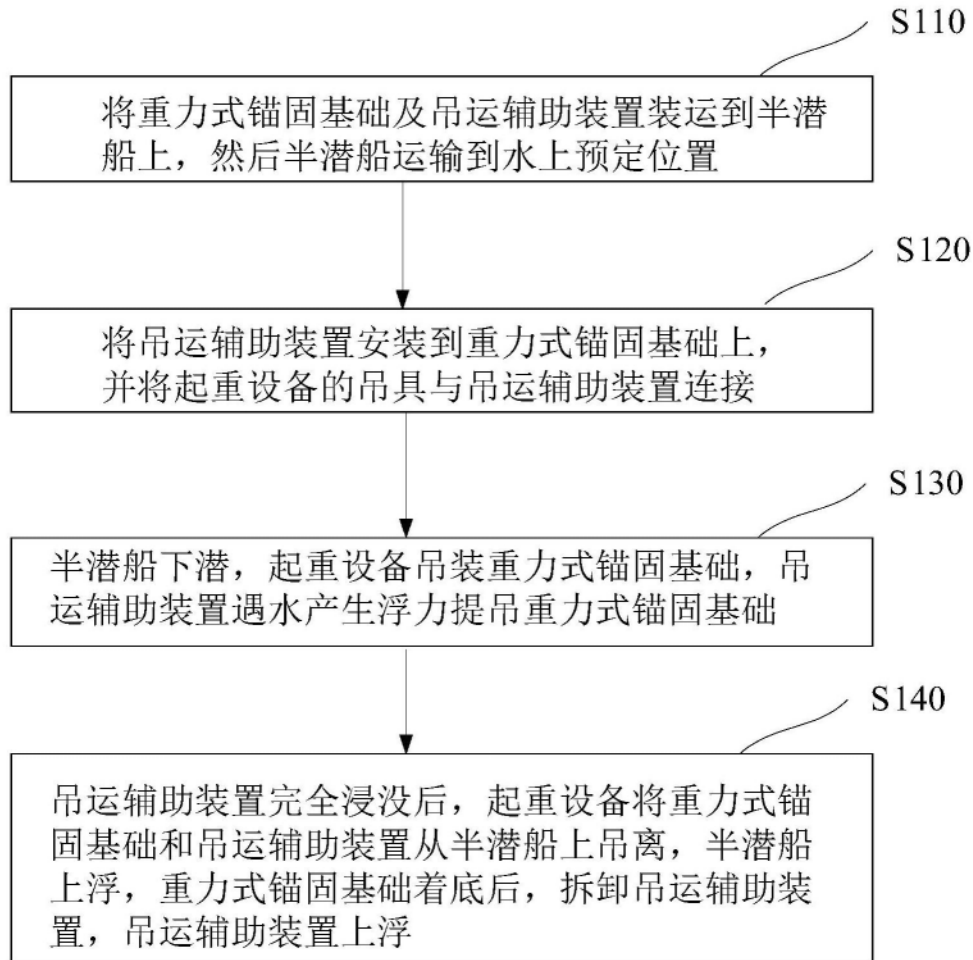 S110
将重力式锚固基础及吊运辅助装置装运到半潜
船上，然后半潜船运输到水上预定位置
S120
将吊运辅助装置安装到重力式锚固基础上，
并将起重设备的吊具与吊运辅助装置连接
S130
半潜船下潜，起重设备吊装重力式锚固基础，吊
运辅助装置遇水产生浮力提吊重力式锚固基础
S140
吊运辅助装置完全浸没后，起重设备将重力式锚
固基础和吊运辅助装置从半潜船上吊离，半潜船
上浮，重力式锚固基础着底后，拆卸吊运辅助装
置，吊运辅助装置上浮